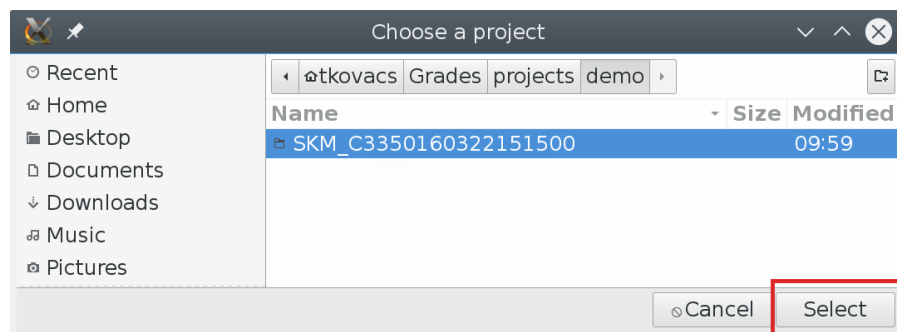 Choose a project
Recent
Home
Desktop
Documents
Downloads
Music
Pictures
tkovacs Grades projects demo
Name Size Modified
SKM_C3350160322151500 09:59
Cancel Select